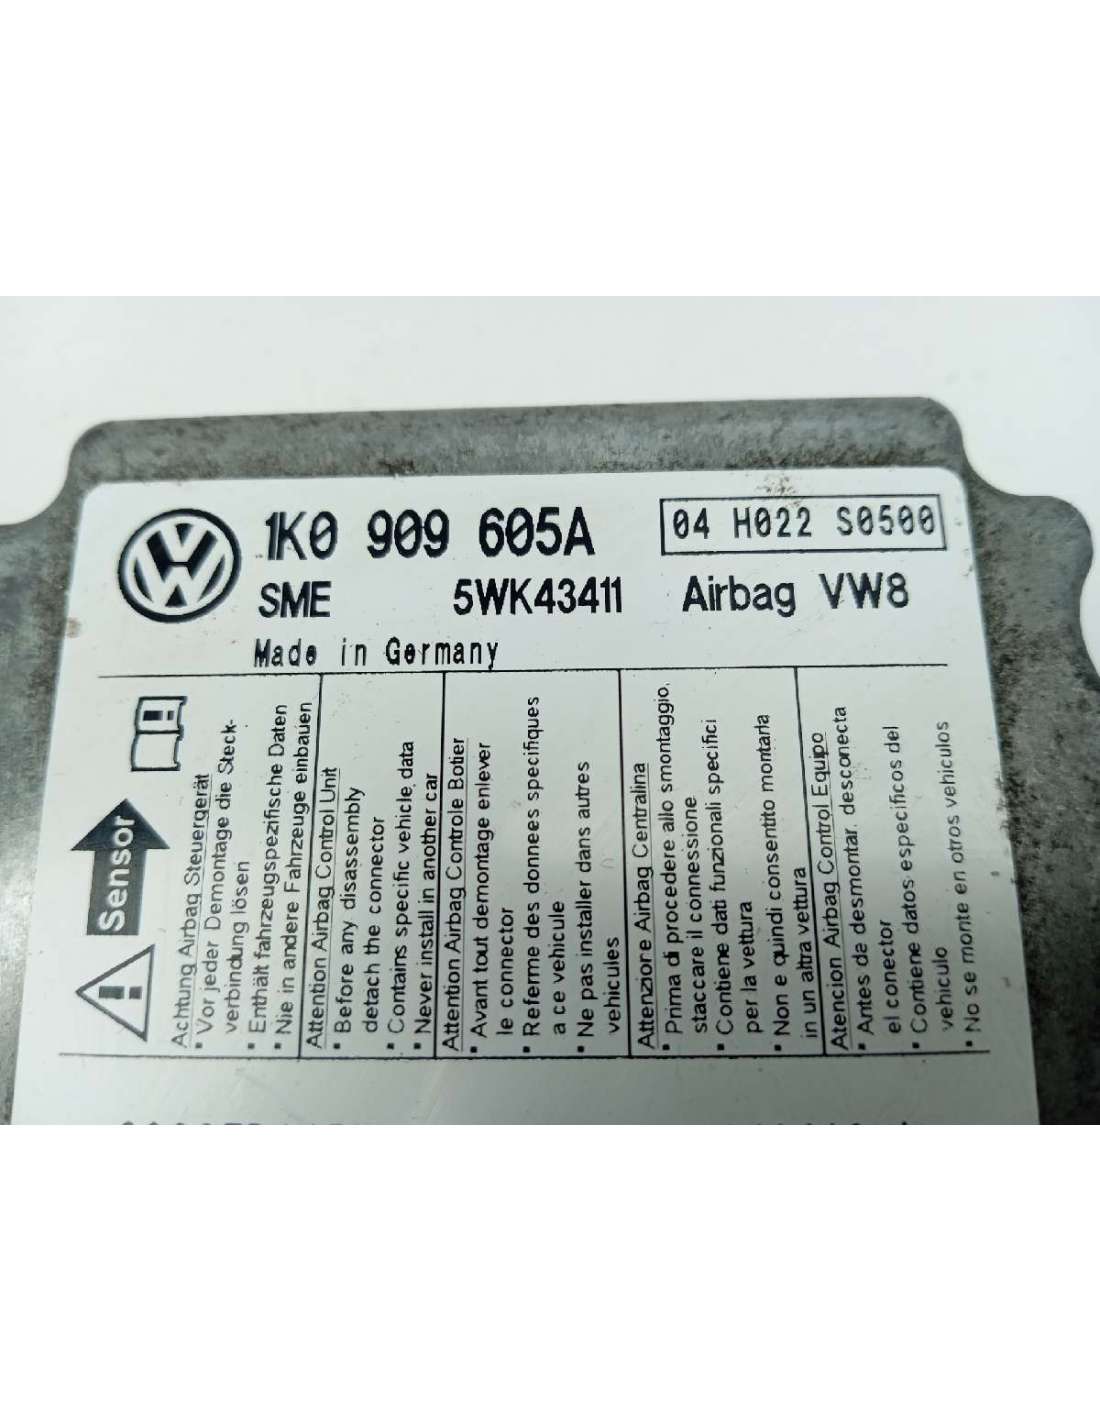 1K0 909 605A
04 H022 S0500
SME 5WK43411 Airbag VW8
Made in Germany
Sensor
Achtung Airbag Steuergerät
▪ Vor jeder Demontage die Steck-
verbindung lösen
▪ Enthält fahrzeugspezifische Daten
▪ Nie in andere Fahrzeuge einbauen
Attention Airbag Control Unit
▪ Before any disassembly
detach the connector
▪ Contains specific vehicle data
▪ Never install in another car
Attention Airbag Controle Botier
▪ Avant tout demontage enlever
le connector
▪ Referme des donnees specifiques
a ce vehicule
▪ Ne pas installer dans autres
vehicules
Attenzione Airbag Centralina
▪ Prima di procedere allo smontaggio,
staccare il connessione
▪ Contiene dati funzionali specifici
per la vettura
▪ Non e quindi consentito montarla
in un altra vettura
Atencion Airbag Control Equipo
▪ Antes da desmontar, desconecta
el conector
▪ Contiene datos especificos del
vehiculo
▪ No se monte en otros vehiculos